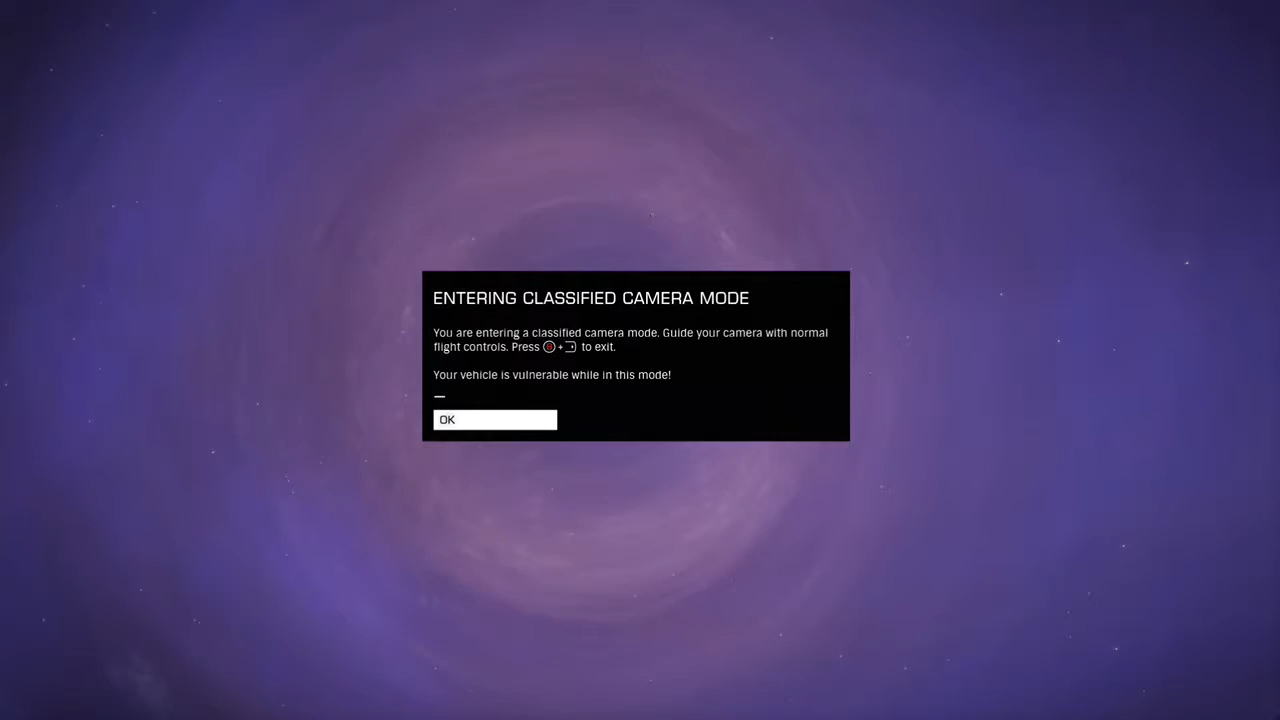 ENTERING CLASSIFIED CAMERA MODE
You are entering a classified camera mode. Guide your camera with normal
flight controls. Press B + to exit.
Your vehicle is vulnerable while in this mode!
OK